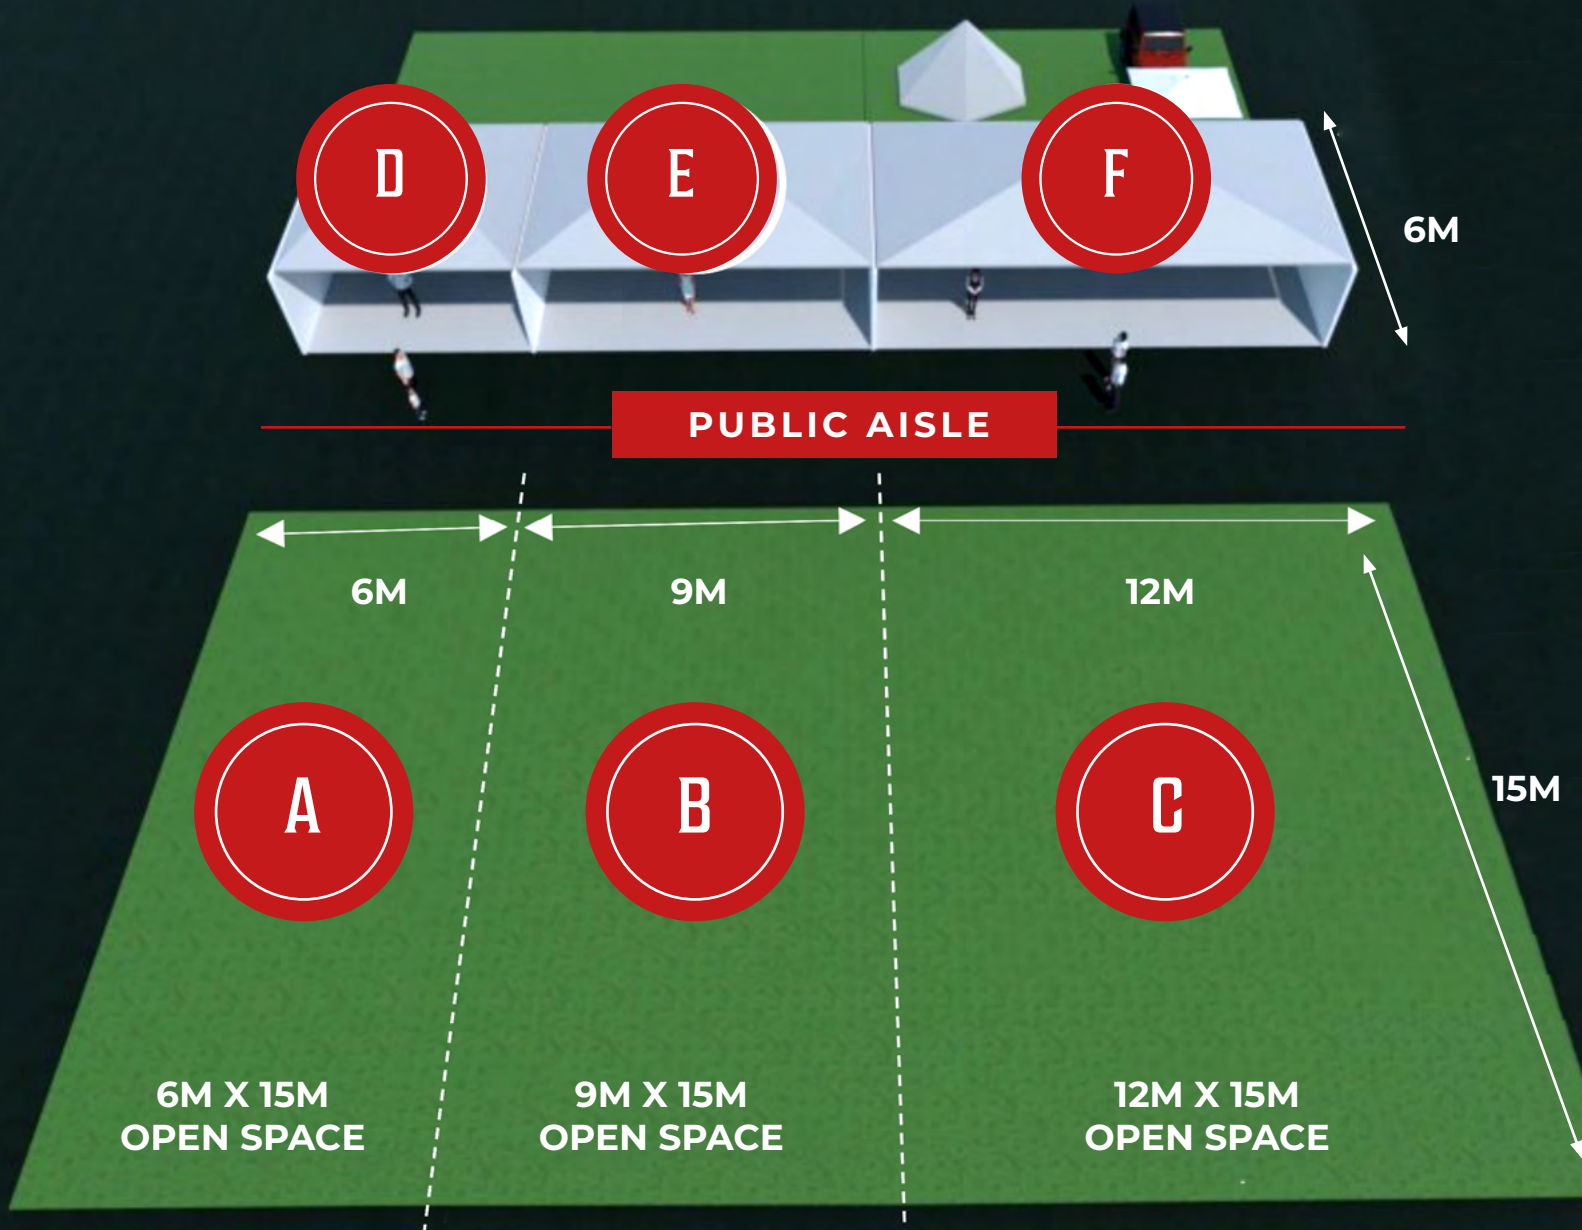 D
E
F
6M
PUBLIC AISLE
6M
9M
12M
15M
A
B
C
6M X 15M
OPEN SPACE
9M X 15M
OPEN SPACE
12M X 15M
OPEN SPACE